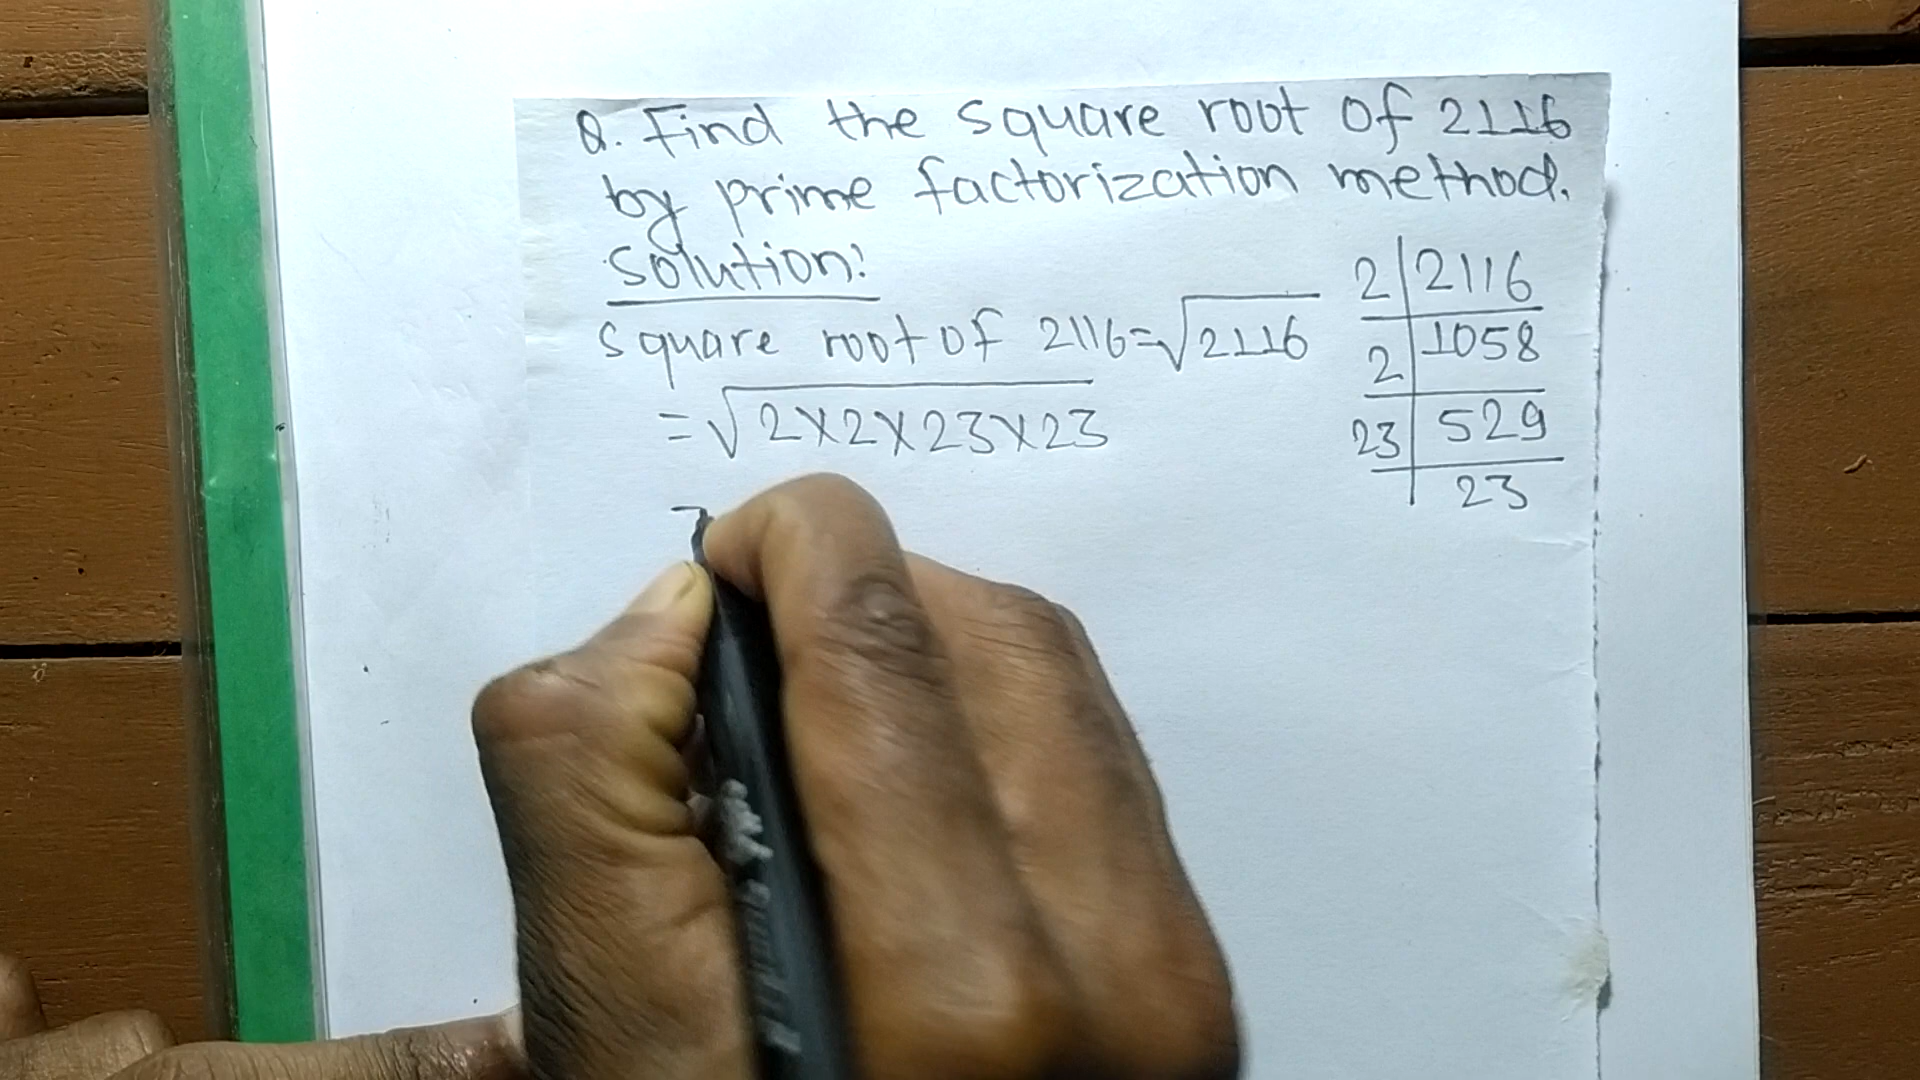 Q. Find the square root of 2116
by prime factorization method.
Solution:
Square root of 2116=√2116
=√2×2×23×23
2|2116
2|1058
23|529
23